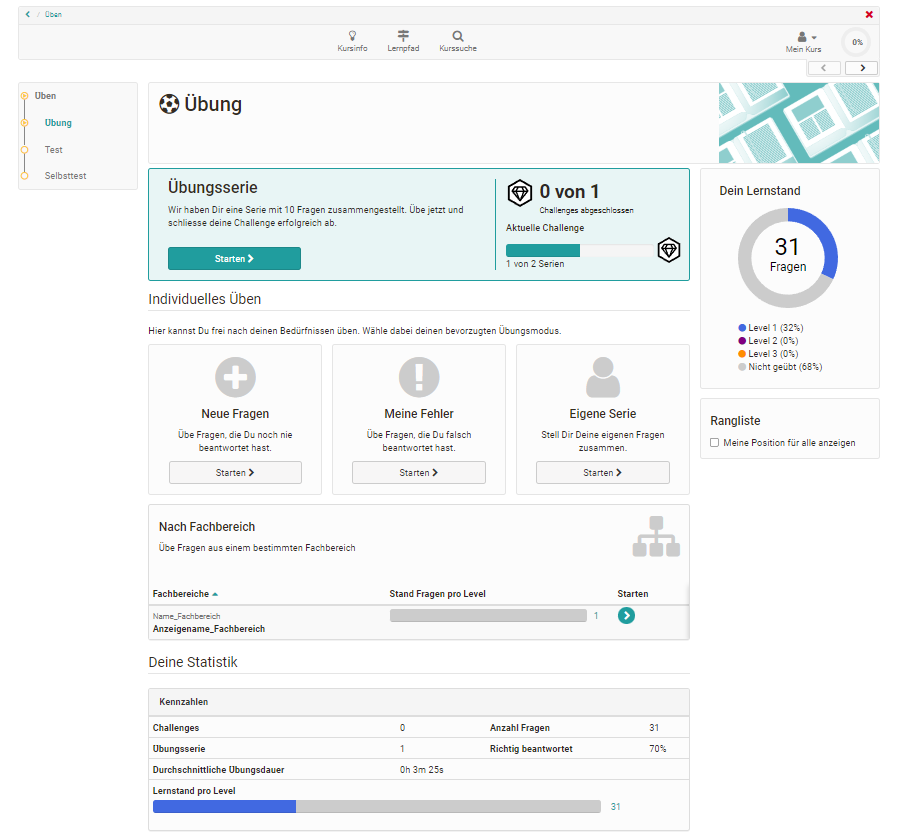 / Üben
Kursinfo
Lernpfad
Kurssuche
Mein Kurs
0%
Üben
Übung
Test
Selbsttest
Übung
Übungsserie
Wir haben Dir eine Serie mit 10 Fragen zusammengestellt. Übe jetzt und
schliesse deine Challenge erfolgreich ab.
Starten
0 von 1
Challenges abgeschlossen
Aktuelle Challenge
1 von 2 Serien
Dein Lernstand
31
Fragen
Level 1 (32%)
Level 2 (0%)
Level 3 (0%)
Nicht geübt (68%)
Rangliste
Meine Position für alle anzeigen
Individuelles Üben
Hier kannst Du frei nach deinen Bedürfnissen üben. Wähle dabei deinen bevorzugten Übungsmodus.
Neue Fragen
Übe Fragen, die Du noch nie
beantwortet hast.
Starten
Meine Fehler
Übe Fragen, die Du falsch
beantwortet hast.
Starten
Eigene Serie
Stell Dir Deine eigenen Fragen
zusammen.
Starten
Nach Fachbereich
Übe Fragen aus einem bestimmten Fachbereich
Fachbereiche Stand Fragen pro Level Starten
Name_Fachbereich 1
Anzeigename_Fachbereich
Deine Statistik
Kennzahlen
Challenges 0 Anzahl Fragen 31
Übungsserie 1 Richtig beantwortet 70%
Durchschnittliche Übungsdauer 0h 3m 25s
Lernstand pro Level
31